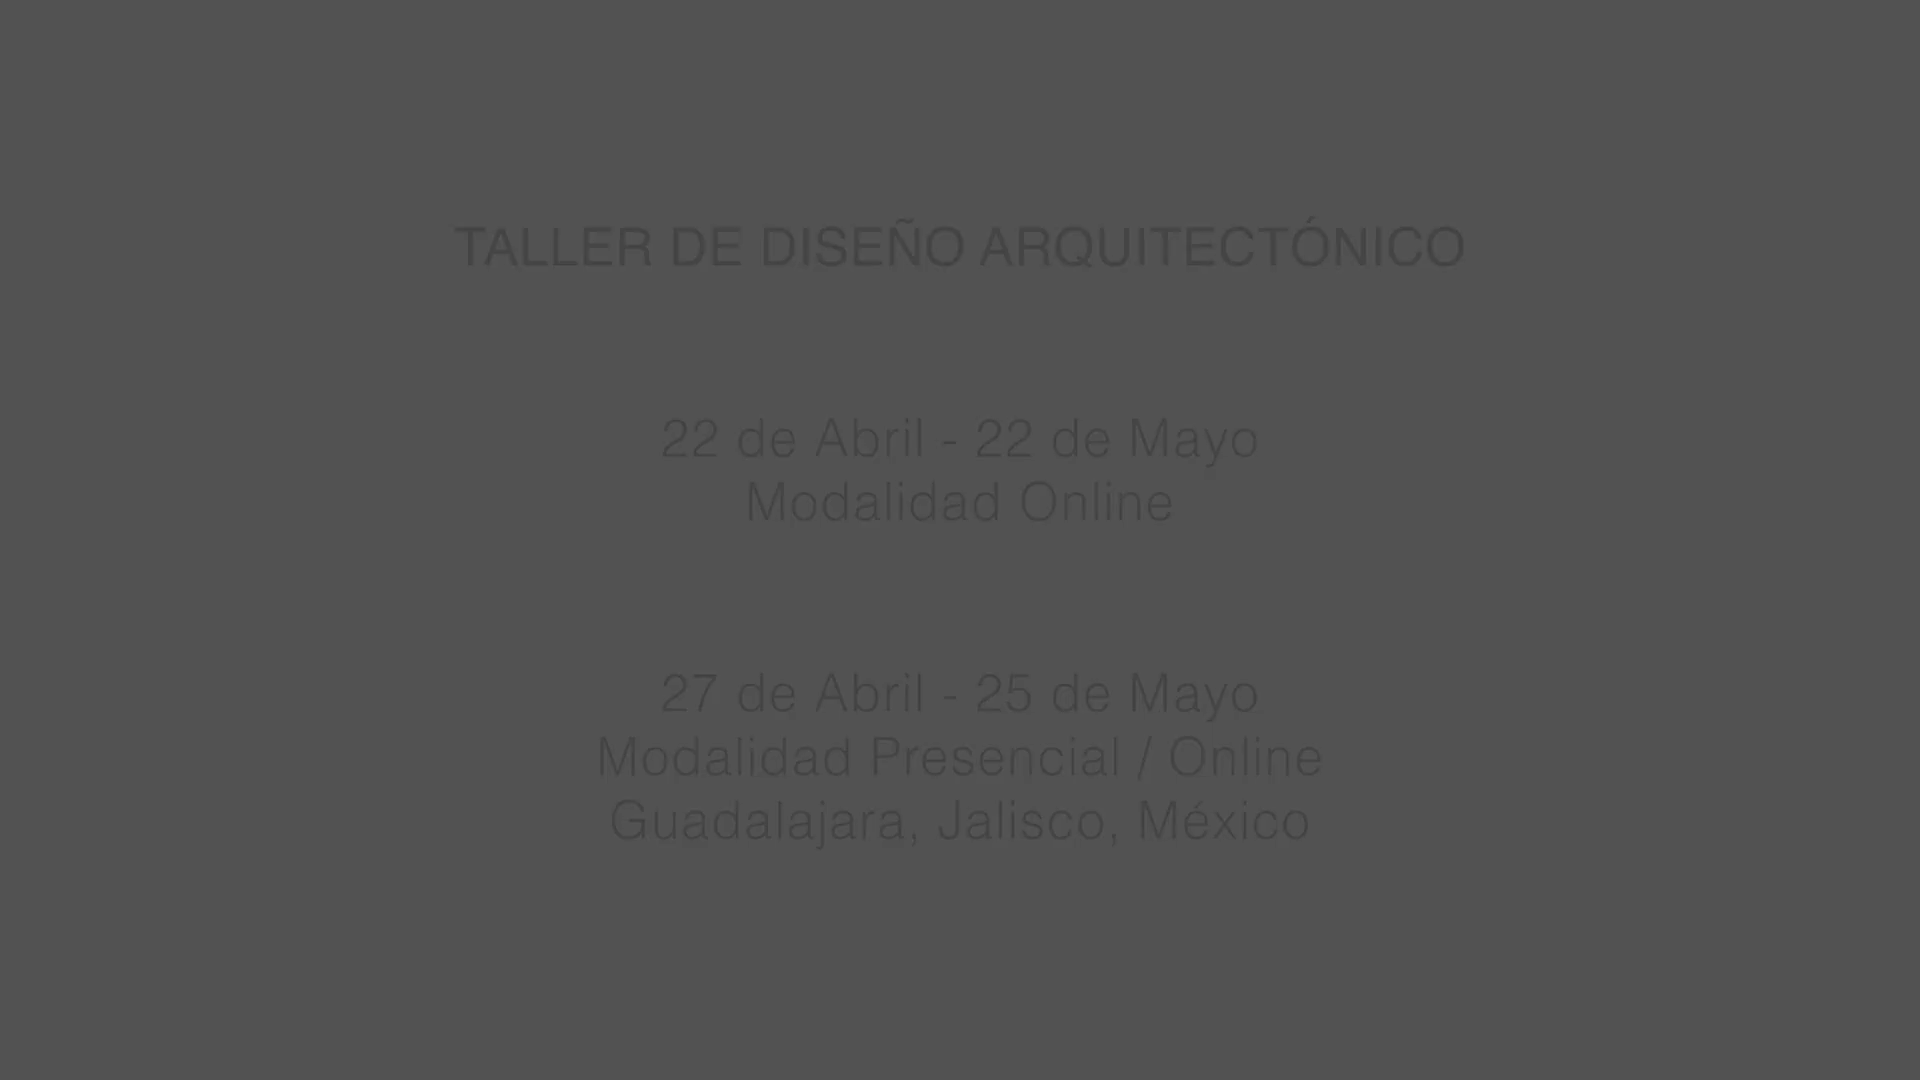 TALLER DE DISEÑO ARQUITECTÓNICO
22 de Abril - 22 de Mayo
Modalidad Online
27 de Abril - 25 de Mayo
Modalidad Presencial / Online
Guadalajara, Jalisco, México